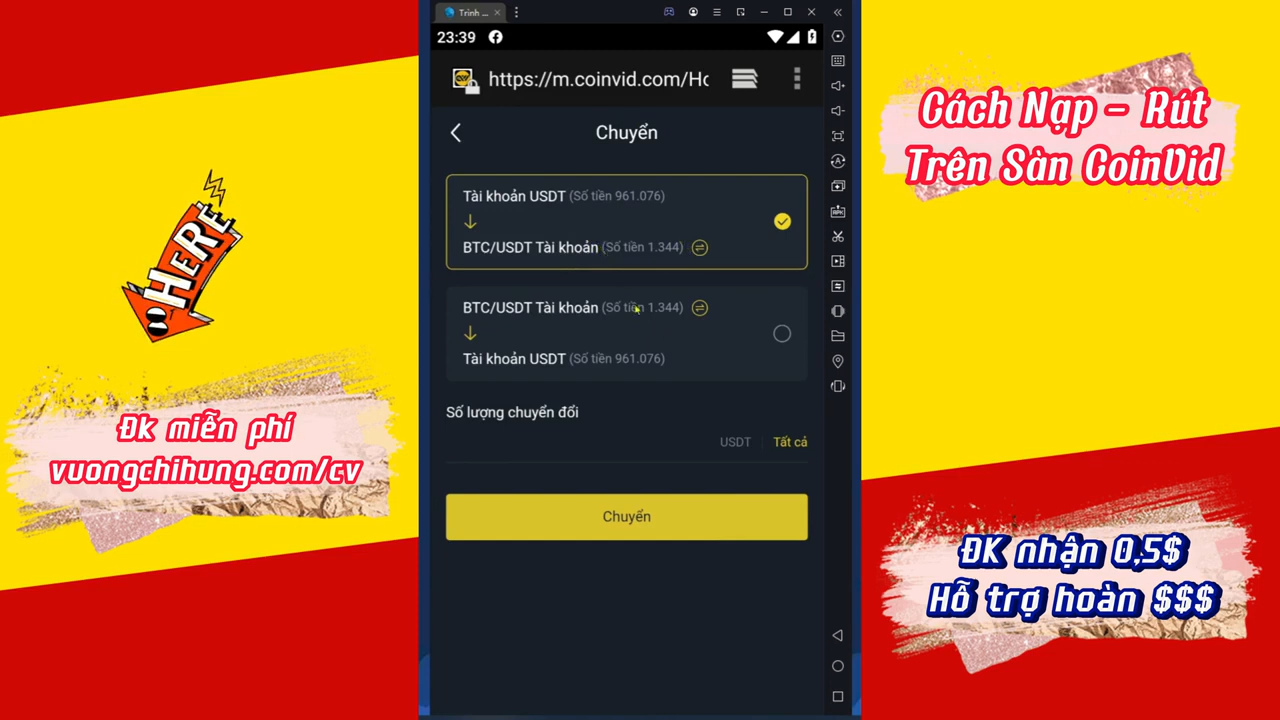 Trình ...
23:39
https://m.coinvid.com/Hc
Chuyển
Tài khoản USDT (Số tiền 961.076)
BTC/USDT Tài khoản (Số tiền 1.344)
BTC/USDT Tài khoản (Số tiền 1.344)
Tài khoản USDT (Số tiền 961.076)
Số lượng chuyển đổi
USDT Tất cả
Chuyển
HERE
Đk miễn phí
vuongchihung.com/cv
Cách Nạp - Rút
Trên Sàn CoinVid
ĐK nhận 0,5$
Hỗ trợ hoàn $$$